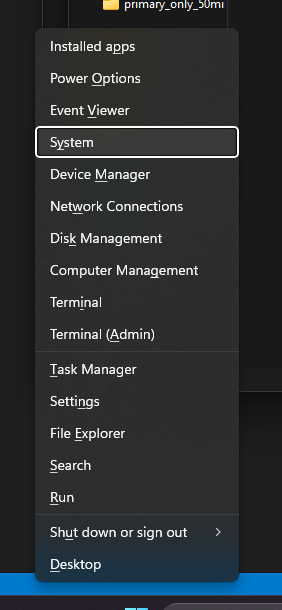 primary_only_50mi
Installed apps
Power Options
Event Viewer
System
Device Manager
Network Connections
Disk Management
Computer Management
Terminal
Terminal (Admin)
Task Manager
Settings
File Explorer
Search
Run
Shut down or sign out
Desktop